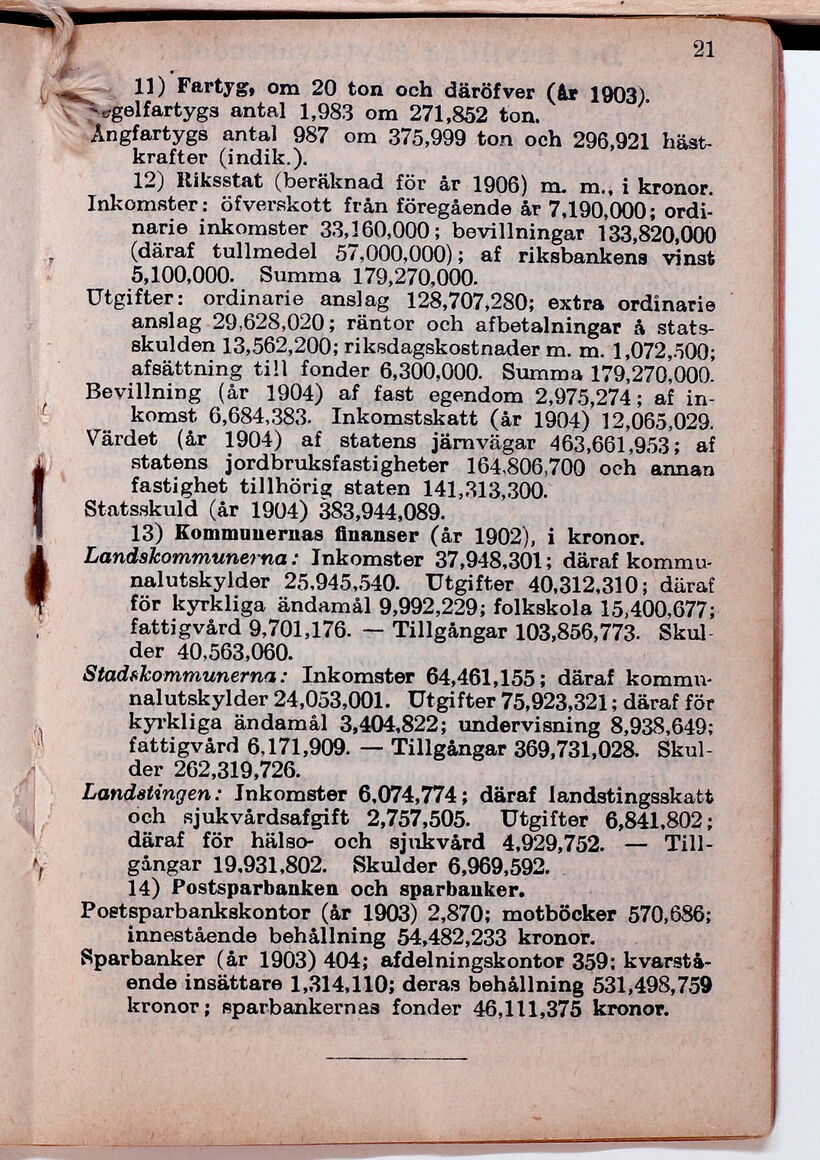 21
11) Fartyg, om 20 ton och däröfver (år 1903).
gelfartygs antal 1,983 om 271,852 ton.
Ångfartygs antal 987 om 375,999 ton och 296,921 häst-
krafter (indik.).
12) Riksstat (beräknad för år 1906) m. m., i kronor.
Inkomster: öfverskott från föregående år 7,190,000; ordi-
narie inkomster 33,160,000; bevillningar 133,820,000
(däraf tullmedel 57,000,000); af riksbankens vinst
5,100,000. Summa 179,270,000.
Utgifter: ordinarie anslag 128,707,280; extra ordinarie
anslag 29,628,020; räntor och afbetalningar å stats-
skulden 13,562,200; riksdagskostnader m. m. 1,072,500;
afsättning till fonder 6,300,000. Summa 179,270,000.
Bevillning (år 1904) af fast egendom 2,975,274; af in-
komst 6,684,383. Inkomstskatt (år 1904) 12,065,029.
Värdet (år 1904) af statens järnvägar 463,661,953; af
statens jordbruksfastigheter 164,806,700 och annan
fastighet tillhörig staten 141,313,300.
Statsskuld (år 1904) 383,944,089.
13) Kommunernas finanser (år 1902), i kronor.
Landskommunerna: Inkomster 37,948,301; däraf kommu-
nalutskylder 25,945,540. Utgifter 40,312,310; däraf
för kyrkliga ändamål 9,992,229; folkskola 15,400,677;
fattigvård 9,701,176. — Tillgångar 103,856,773. Skul-
der 40,563,060.
Stadskommunerna: Inkomster 64,461,155; däraf kommu-
nalutskylder 24,053,001. Utgifter 75,923,321; däraf för
kyrkliga ändamål 3,404,822; undervisning 8,938,649;
fattigvård 6,171,909. — Tillgångar 369,731,028. Skul-
der 262,319,726.
Landstingen: Inkomster 6,074,774; däraf landstingsskatt
och sjukvårdsafgift 2,757,505. Utgifter 6,841,802;
däraf för hälso- och sjukvård 4,929,752. — Till-
gångar 19,931,802. Skulder 6,969,592.
14) Postsparbanken och sparbanker.
Postsparbankskontor (år 1903) 2,870; motböcker 570,686;
innestående behållning 54,482,233 kronor.
Sparbanker (år 1903) 404; afdelningskontor 359; kvarstå-
ende insättare 1,314,110; deras behållning 531,498,759
kronor; sparbankernas fonder 46,111,375 kronor.